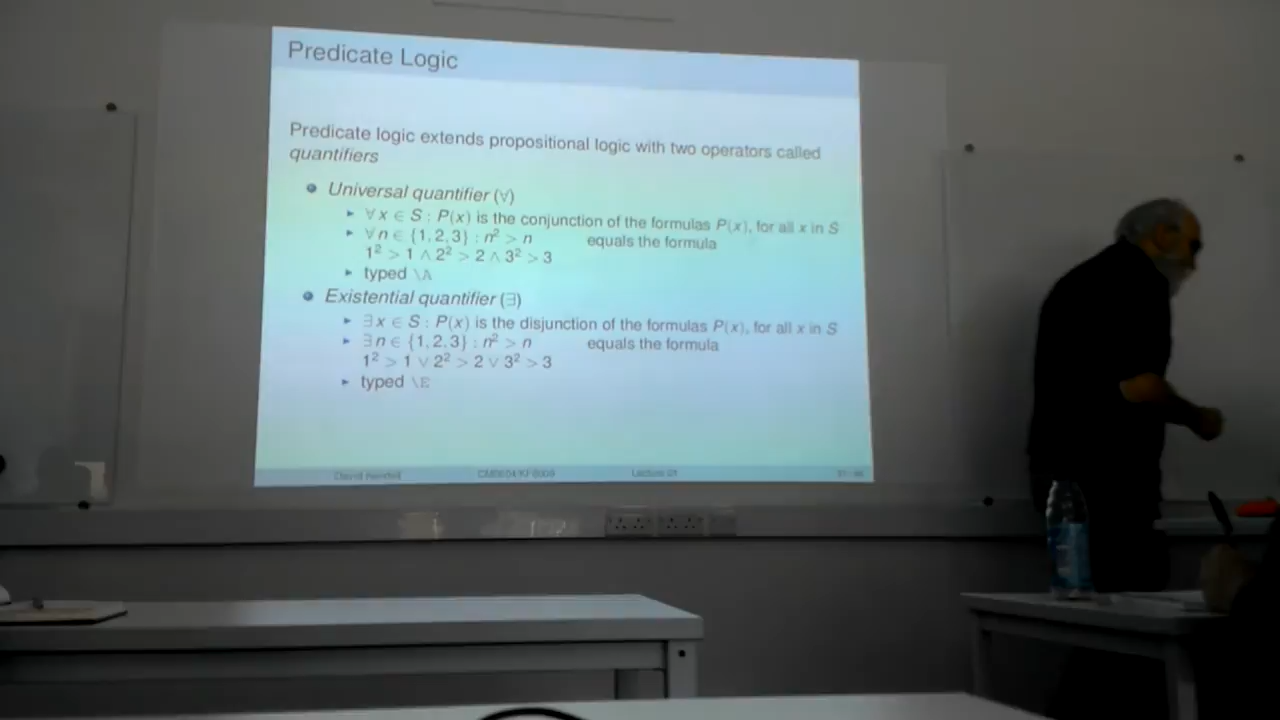 Predicate Logic
Predicate logic extends propositional logic with two operators called
quantifiers
Universal quantifier (∀)
∀x ∈ S : P(x) is the conjunction of the formulas P(x), for all x in S
∀n ∈ {1, 2, 3} : n² > n equals the formula
1² > 1 ∧ 2² > 2 ∧ 3² > 3
typed \A
Existential quantifier (∃)
∃x ∈ S : P(x) is the disjunction of the formulas P(x), for all x in S
∃n ∈ {1, 2, 3} : n² > n equals the formula
1² > 1 ∨ 2² > 2 ∨ 3² > 3
typed \E
David Lecture 01